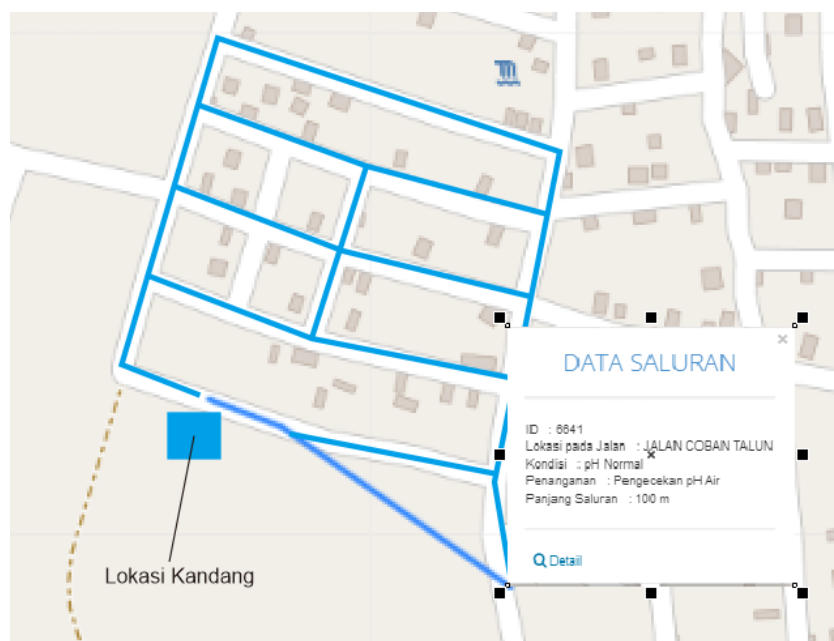 DATA SALURAN
ID : 6641
Lokasi pada Jalan : JALAN COBAN TALUN
Kondisi : pH Normal
Penanganan : Pengecekan pH Air
Panjang Saluran : 100 m
Detail
Lokasi Kandang